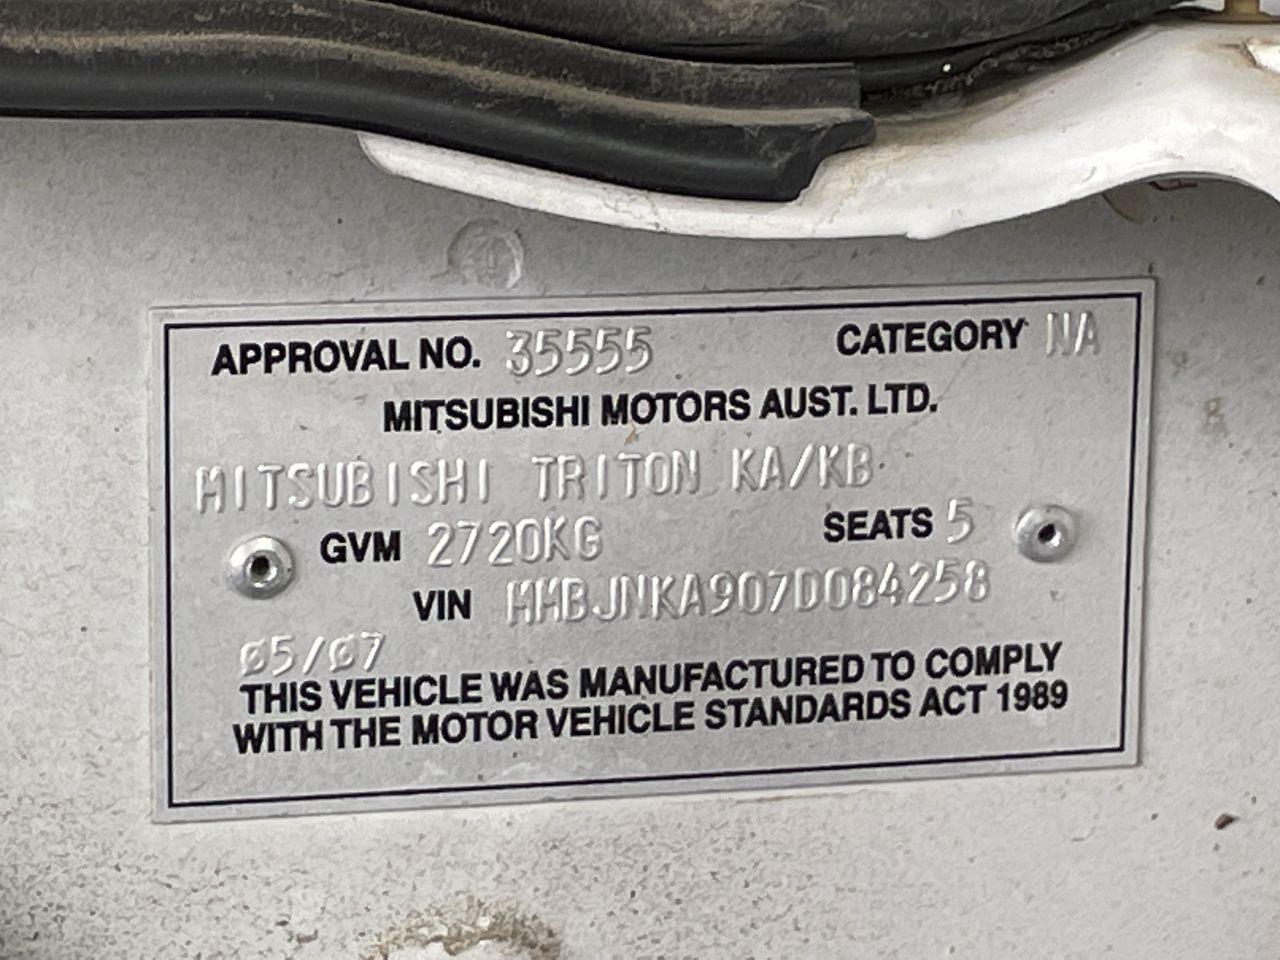 APPROVAL NO. 35555 CATEGORY NA
MITSUBISHI MOTORS AUST. LTD.
MITSUBISHI TRITON KA/KB
GVM 2720KG SEATS 5
VIN MMBJNKA907D084258
05/07
THIS VEHICLE WAS MANUFACTURED TO COMPLY
WITH THE MOTOR VEHICLE STANDARDS ACT 1989